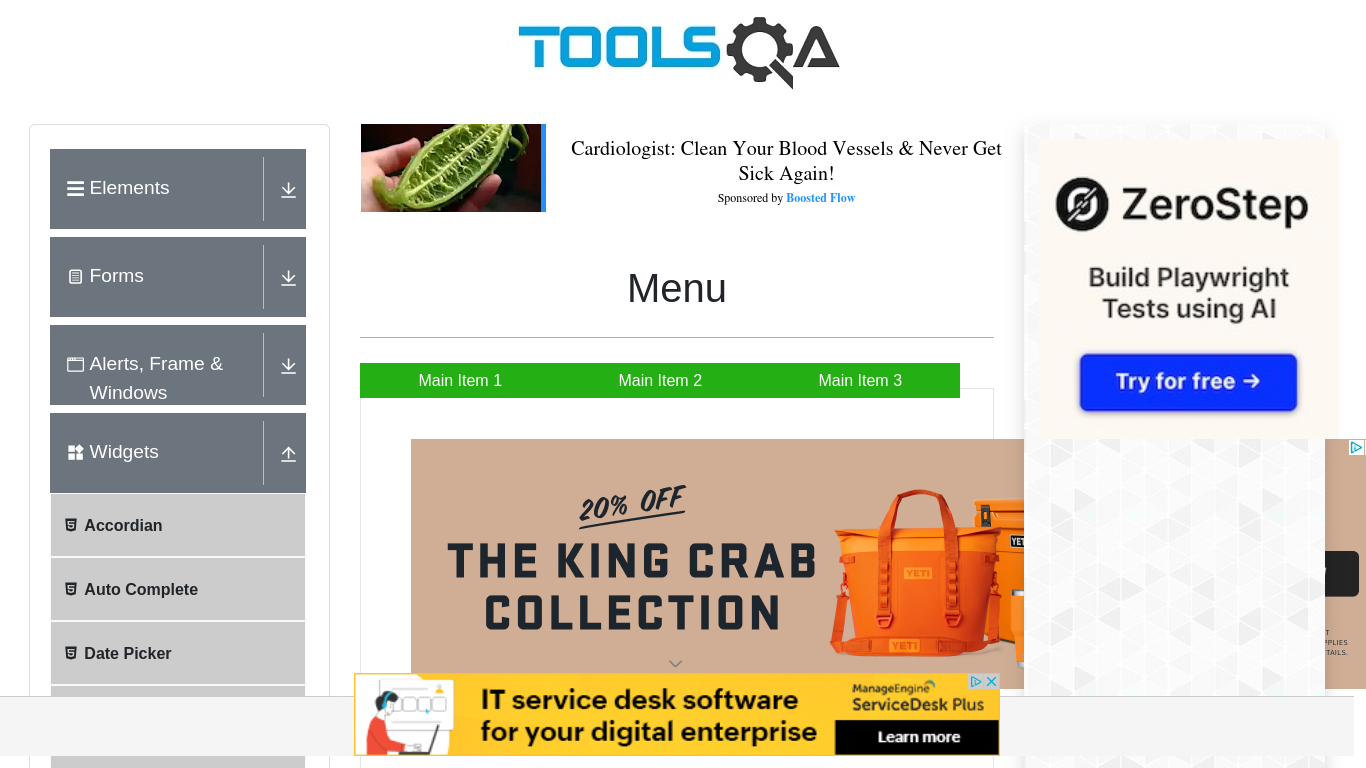 TOOLSQA
Elements
Forms
Alerts, Frame &
Windows
Widgets
Accordian
Auto Complete
Date Picker
Cardiologist: Clean Your Blood Vessels & Never Get
Sick Again!
Sponsored by Boosted Flow
Menu
Main Item 1
Main Item 2
Main Item 3
20% OFF
THE KING CRAB
COLLECTION
YETI
YETI
YETI
ZeroStep
Build Playwright
Tests using AI
Try for free →
TAILS.
IT service desk software
for your digital enterprise
ManageEngine
ServiceDesk Plus
Learn more